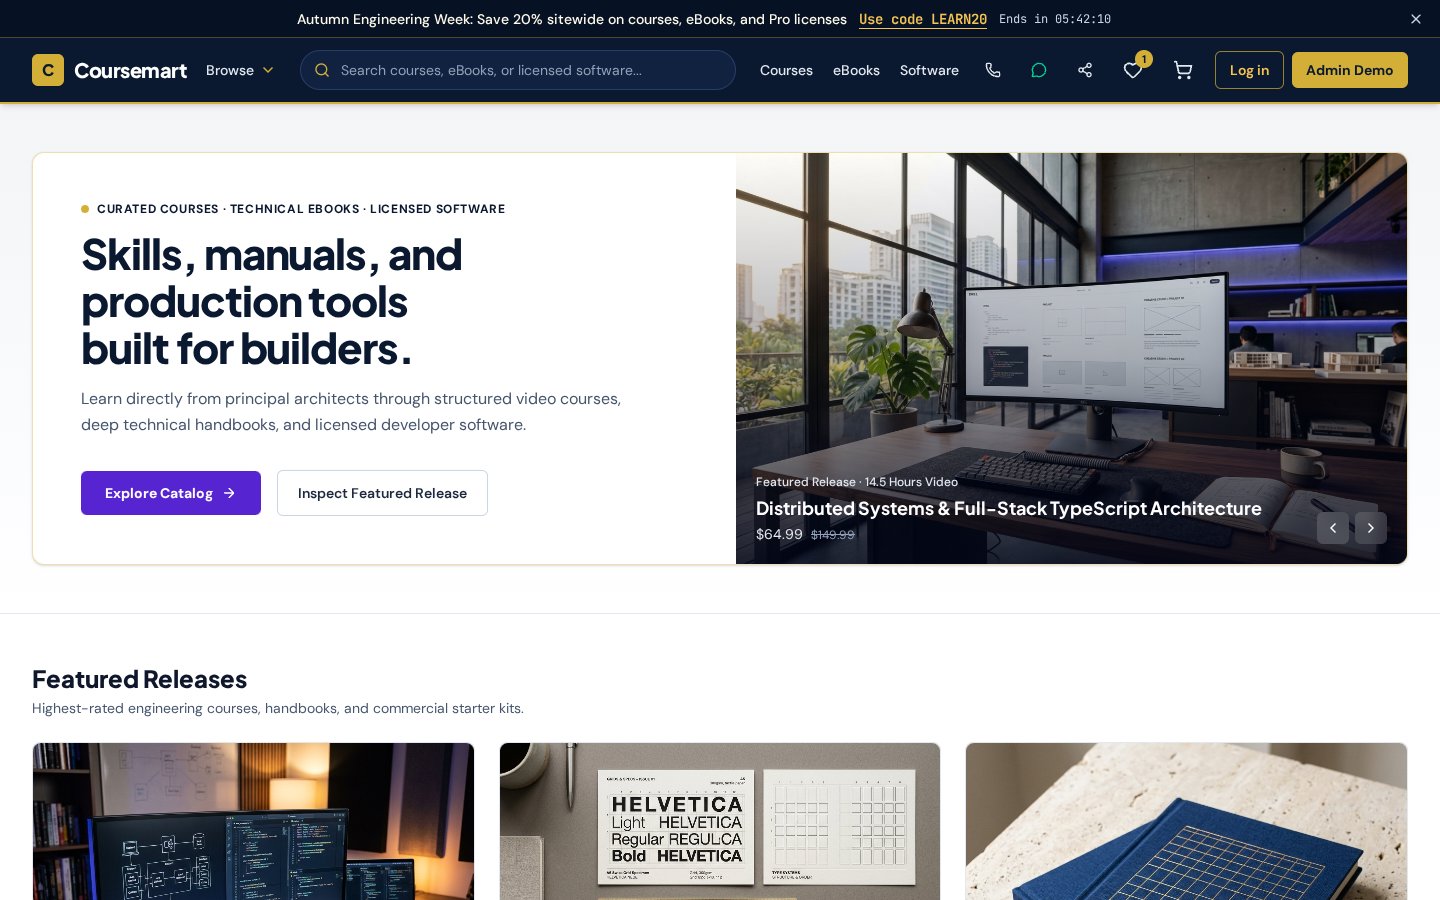 Autumn Engineering Week: Save 20% sitewide on courses, eBooks, and Pro licenses Use code LEARN20 Ends in 05:42:10
C Coursemart Browse Search courses, eBooks, or licensed software... Courses eBooks Software 1 Log in Admin Demo
CURATED COURSES · TECHNICAL EBOOKS · LICENSED SOFTWARE
Skills, manuals, and
production tools
built for builders.
Learn directly from principal architects through structured video courses,
deep technical handbooks, and licensed developer software.
Explore Catalog
Inspect Featured Release
Featured Release · 14.5 Hours Video
Distributed Systems & Full-Stack TypeScript Architecture
$64.99 $149.99
Featured Releases
Highest-rated engineering courses, handbooks, and commercial starter kits.
HELVETICA
Light HELVETICA
Regular REGULICA
Bold HELVETICA